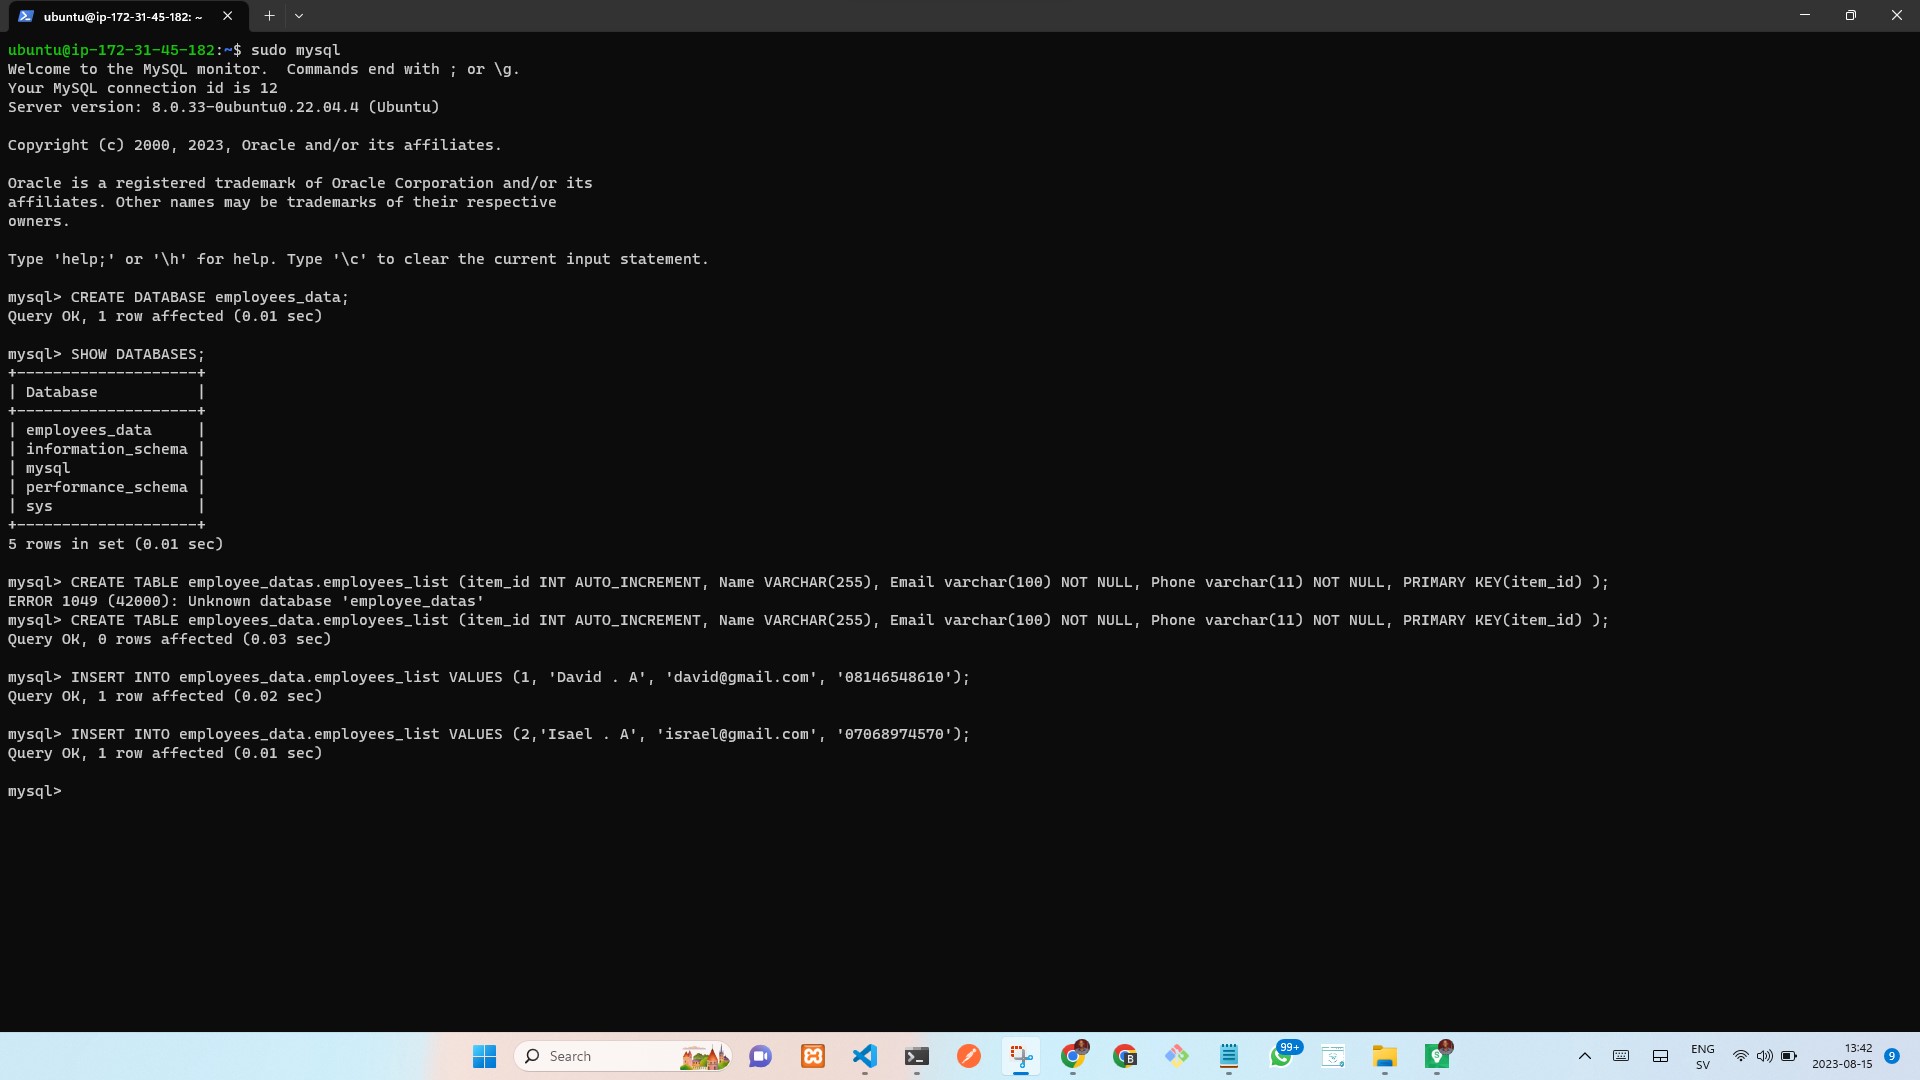 ubuntu@ip-172-31-45-182: ~
ubuntu@ip-172-31-45-182:~$ sudo mysql
Welcome to the MySQL monitor.  Commands end with ; or \g.
Your MySQL connection id is 12
Server version: 8.0.33-0ubuntu0.22.04.4 (Ubuntu)
Copyright (c) 2000, 2023, Oracle and/or its affiliates.
Oracle is a registered trademark of Oracle Corporation and/or its
affiliates. Other names may be trademarks of their respective
owners.
Type 'help;' or '\h' for help. Type '\c' to clear the current input statement.
mysql> CREATE DATABASE employees_data;
Query OK, 1 row affected (0.01 sec)
mysql> SHOW DATABASES;
+--------------------+
| Database           |
+--------------------+
| employees_data     |
| information_schema |
| mysql              |
| performance_schema |
| sys                |
+--------------------+
5 rows in set (0.01 sec)
mysql> CREATE TABLE employee_datas.employees_list (item_id INT AUTO_INCREMENT, Name VARCHAR(255), Email varchar(100) NOT NULL, Phone varchar(11) NOT NULL, PRIMARY KEY(item_id) );
ERROR 1049 (42000): Unknown database 'employee_datas'
mysql> CREATE TABLE employees_data.employees_list (item_id INT AUTO_INCREMENT, Name VARCHAR(255), Email varchar(100) NOT NULL, Phone varchar(11) NOT NULL, PRIMARY KEY(item_id) );
Query OK, 0 rows affected (0.03 sec)
mysql> INSERT INTO employees_data.employees_list VALUES (1, 'David . A', 'david@gmail.com', '08146548610');
Query OK, 1 row affected (0.02 sec)
mysql> INSERT INTO employees_data.employees_list VALUES (2,'Isael . A', 'israel@gmail.com', '07068974570');
Query OK, 1 row affected (0.01 sec)
mysql>
Search
B
99+
ENG
SV
13:42
2023-08-15
9